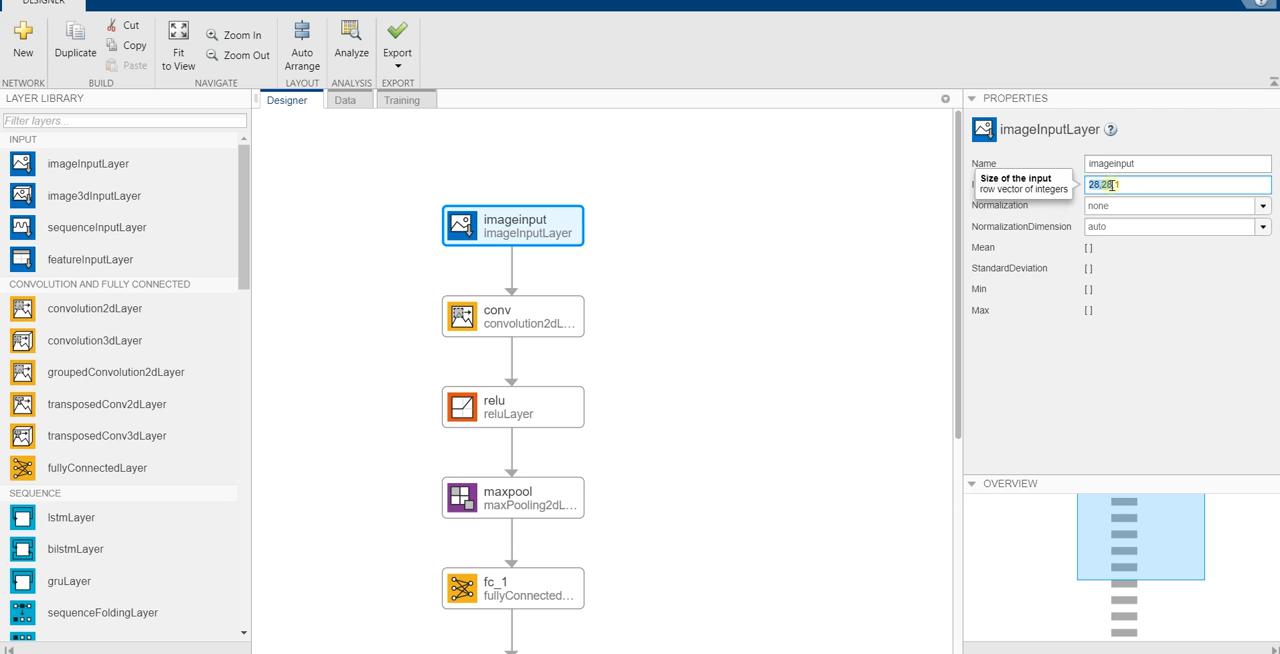 DESIGNER
New
Duplicate
Cut
Copy
Paste
Fit
to View
Zoom In
Zoom Out
Auto
Arrange
Analyze
Export
NETWORK
BUILD
NAVIGATE
LAYOUT
ANALYSIS
EXPORT
LAYER LIBRARY
Filter layers...
INPUT
imageInputLayer
image3dInputLayer
sequenceInputLayer
featureInputLayer
CONVOLUTION AND FULLY CONNECTED
convolution2dLayer
convolution3dLayer
groupedConvolution2dLayer
transposedConv2dLayer
transposedConv3dLayer
fullyConnectedLayer
SEQUENCE
lstmLayer
bilstmLayer
gruLayer
sequenceFoldingLayer
Designer
Data
Training
imageinput
imageInputLayer
conv
convolution2dL...
relu
reluLayer
maxpool
maxPooling2dL...
fc_1
fullyConnected...
PROPERTIES
imageInputLayer
Name
imageinput
Size of the input
row vector of integers
28,28,1
Normalization
none
NormalizationDimension
auto
Mean
[ ]
StandardDeviation
[ ]
Min
[ ]
Max
[ ]
OVERVIEW